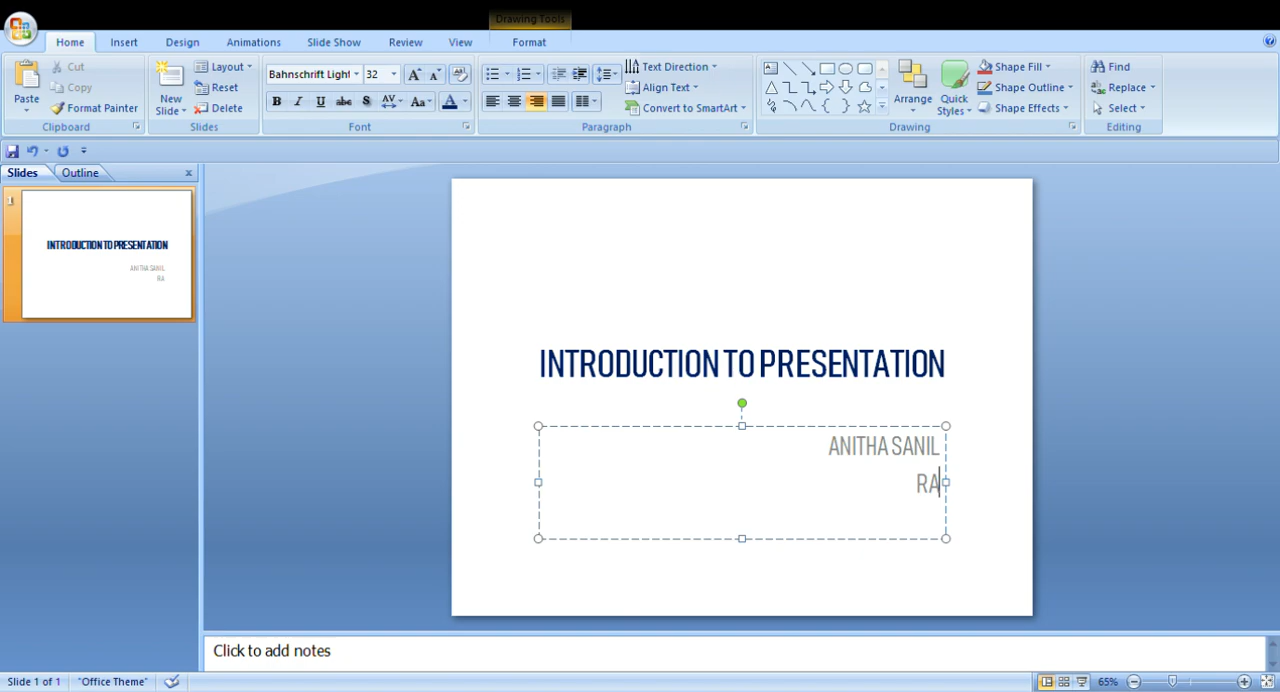 Drawing Tools
Home Insert Design Animations Slide Show Review View Format
Paste
Cut
Copy
Format Painter
Clipboard
New Slide
Layout
Reset
Delete
Slides
Bahnschrift Light 32
B I U abc S AV Aa A
Font
Text Direction
Align Text
Convert to SmartArt
Paragraph
Arrange
Quick Styles
Shape Fill
Shape Outline
Shape Effects
Drawing
Find
Replace
Select
Editing
Slides Outline x
1
INTRODUCTION TO PRESENTATION
ANITHA SANIL
RA
INTRODUCTION TO PRESENTATION
ANITHA SANIL
RA
Click to add notes
Slide 1 of 1 "Office Theme" 65%